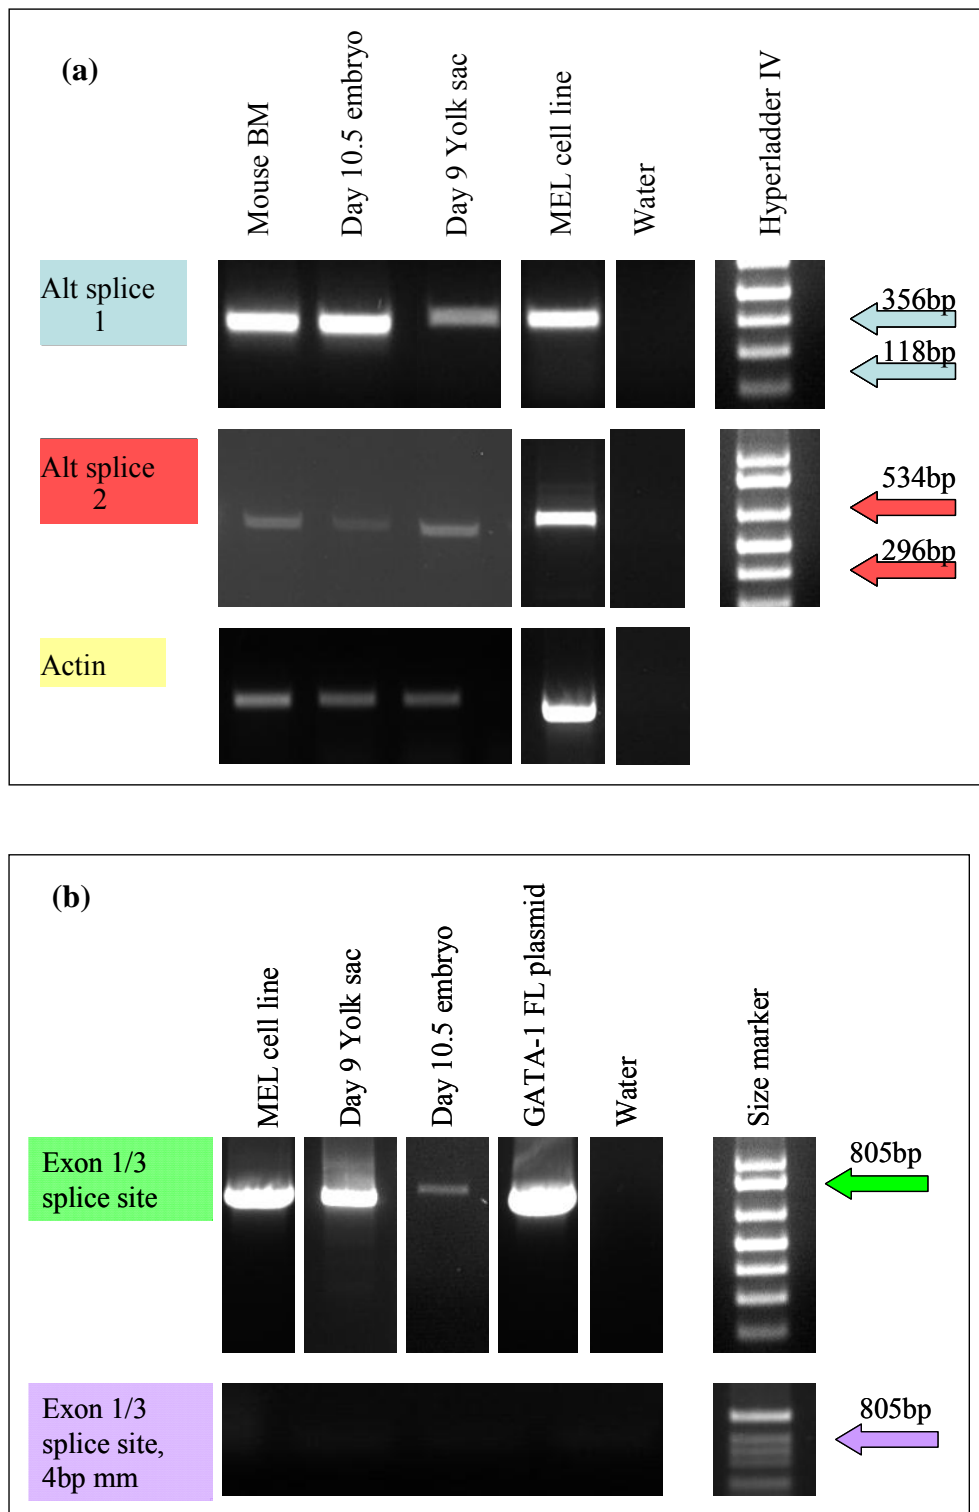 (a)
Mouse BM
Day 10.5 embryo
Day 9 Yolk sac
MEL cell line
Water
Hyperladder IV
Alt splice
1
356bp
118bp
Alt splice
2
534bp
296bp
Actin
(b)
MEL cell line
Day 9 Yolk sac
Day 10.5 embryo
GATA-1 FL plasmid
Water
Size marker
Exon 1/3
splice site
805bp
Exon 1/3
splice site,
4bp mm
805bp